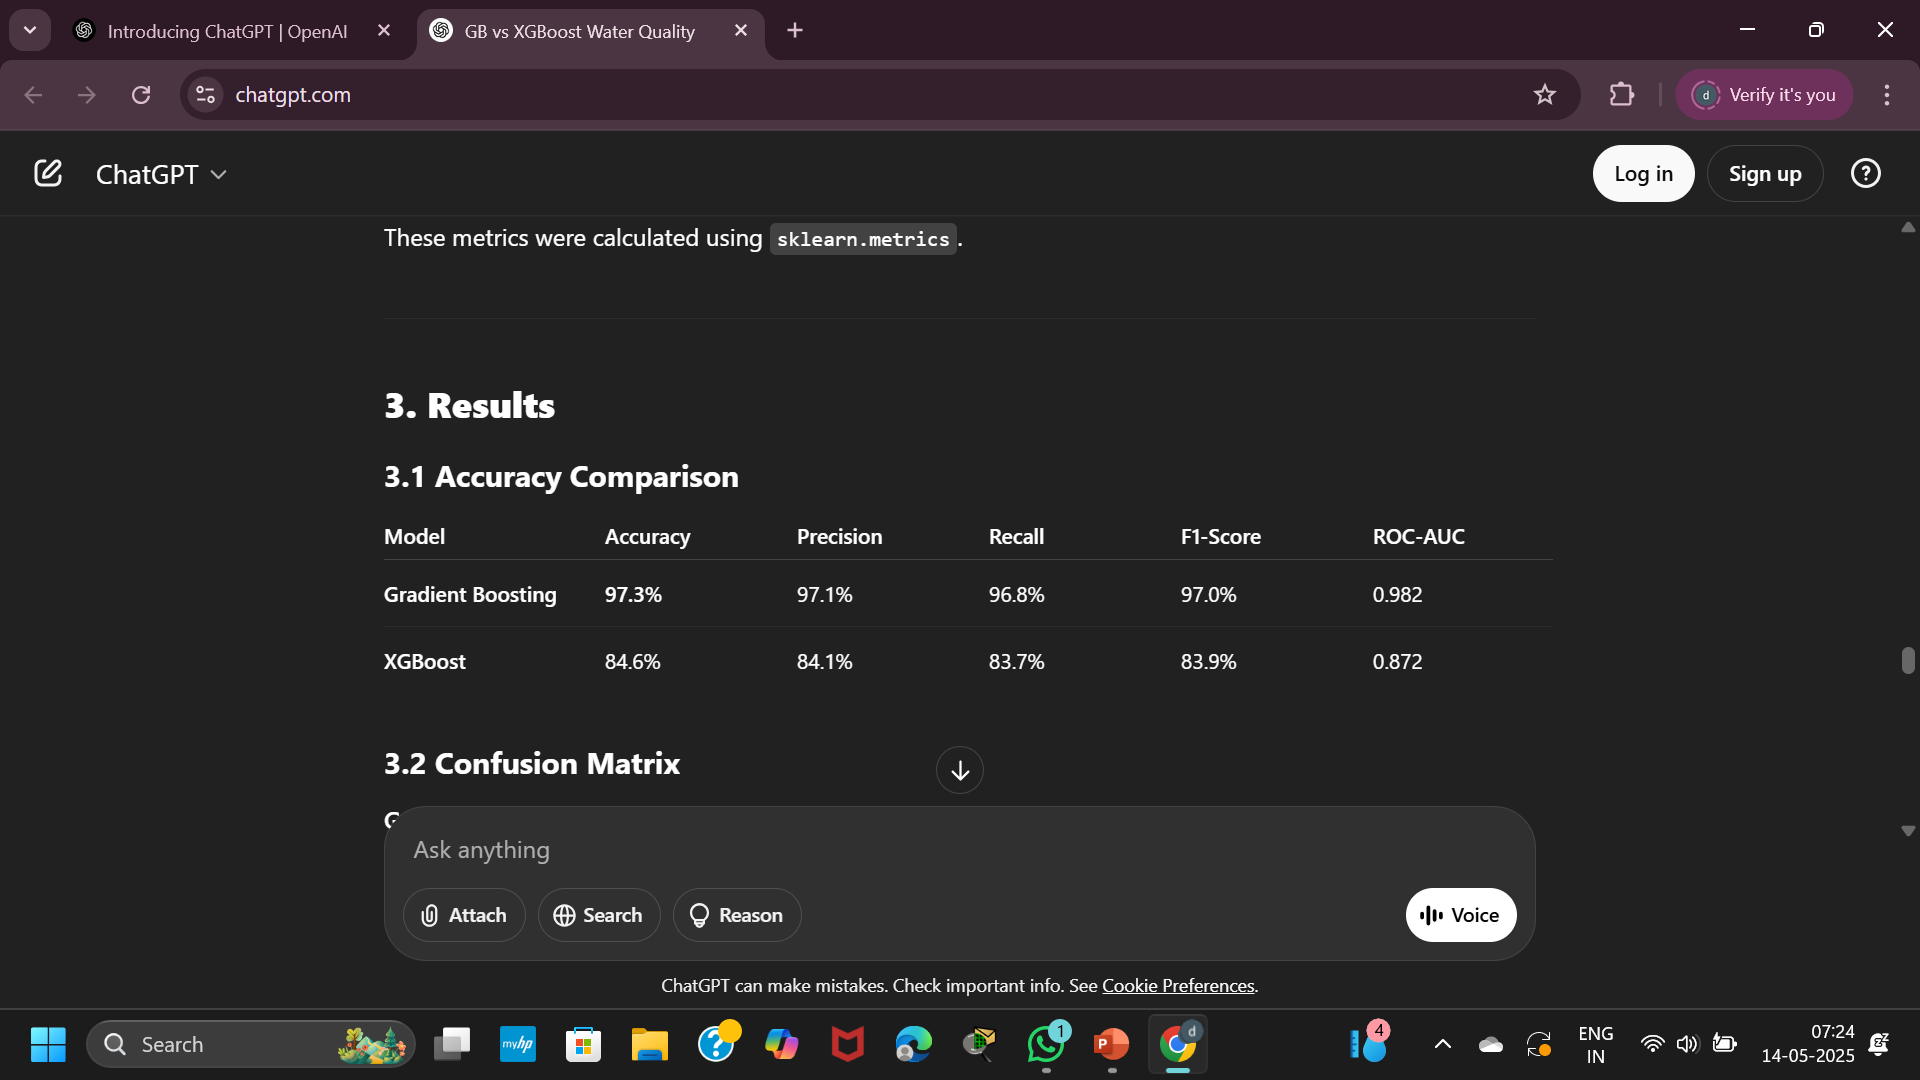 Introducing ChatGPT | OpenAI
GB vs XGBoost Water Quality
chatgpt.com
d
Verify it's you
ChatGPT
Log in
Sign up
?
These metrics were calculated using sklearn.metrics.
3. Results
3.1 Accuracy Comparison
Model Accuracy Precision Recall F1-Score ROC-AUC
Gradient Boosting 97.3% 97.1% 96.8% 97.0% 0.982
XGBoost 84.6% 84.1% 83.7% 83.9% 0.872
3.2 Confusion Matrix
Ask anything
Attach
Search
Reason
Voice
ChatGPT can make mistakes. Check important info. See Cookie Preferences.
Search
myhp
?
1
P
d
4
ENG
IN
07:24
14-05-2025